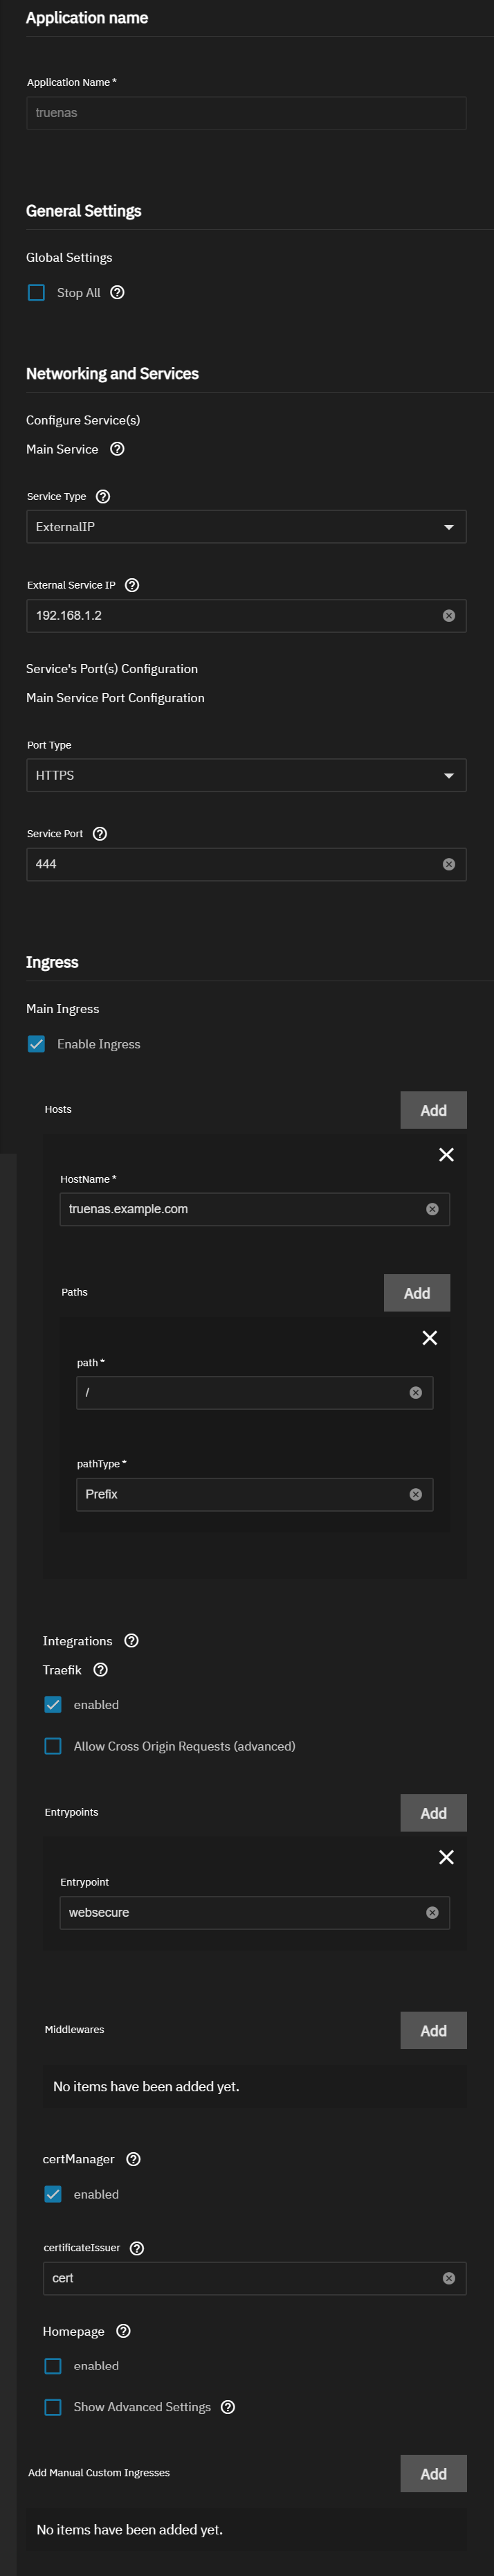 Application name
Application Name *
truenas
General Settings
Global Settings
Stop All
Networking and Services
Configure Service(s)
Main Service
Service Type
ExternalIP
External Service IP
192.168.1.2
Service's Port(s) Configuration
Main Service Port Configuration
Port Type
HTTPS
Service Port
444
Ingress
Main Ingress
Enable Ingress
Hosts Add
HostName *
truenas.example.com
Paths Add
path *
/
pathType *
Prefix
Integrations
Traefik
enabled
Allow Cross Origin Requests (advanced)
Entrypoints Add
Entrypoint
websecure
Middlewares Add
No items have been added yet.
certManager
enabled
certificateIssuer
cert
Homepage
enabled
Show Advanced Settings
Add Manual Custom Ingresses Add
No items have been added yet.